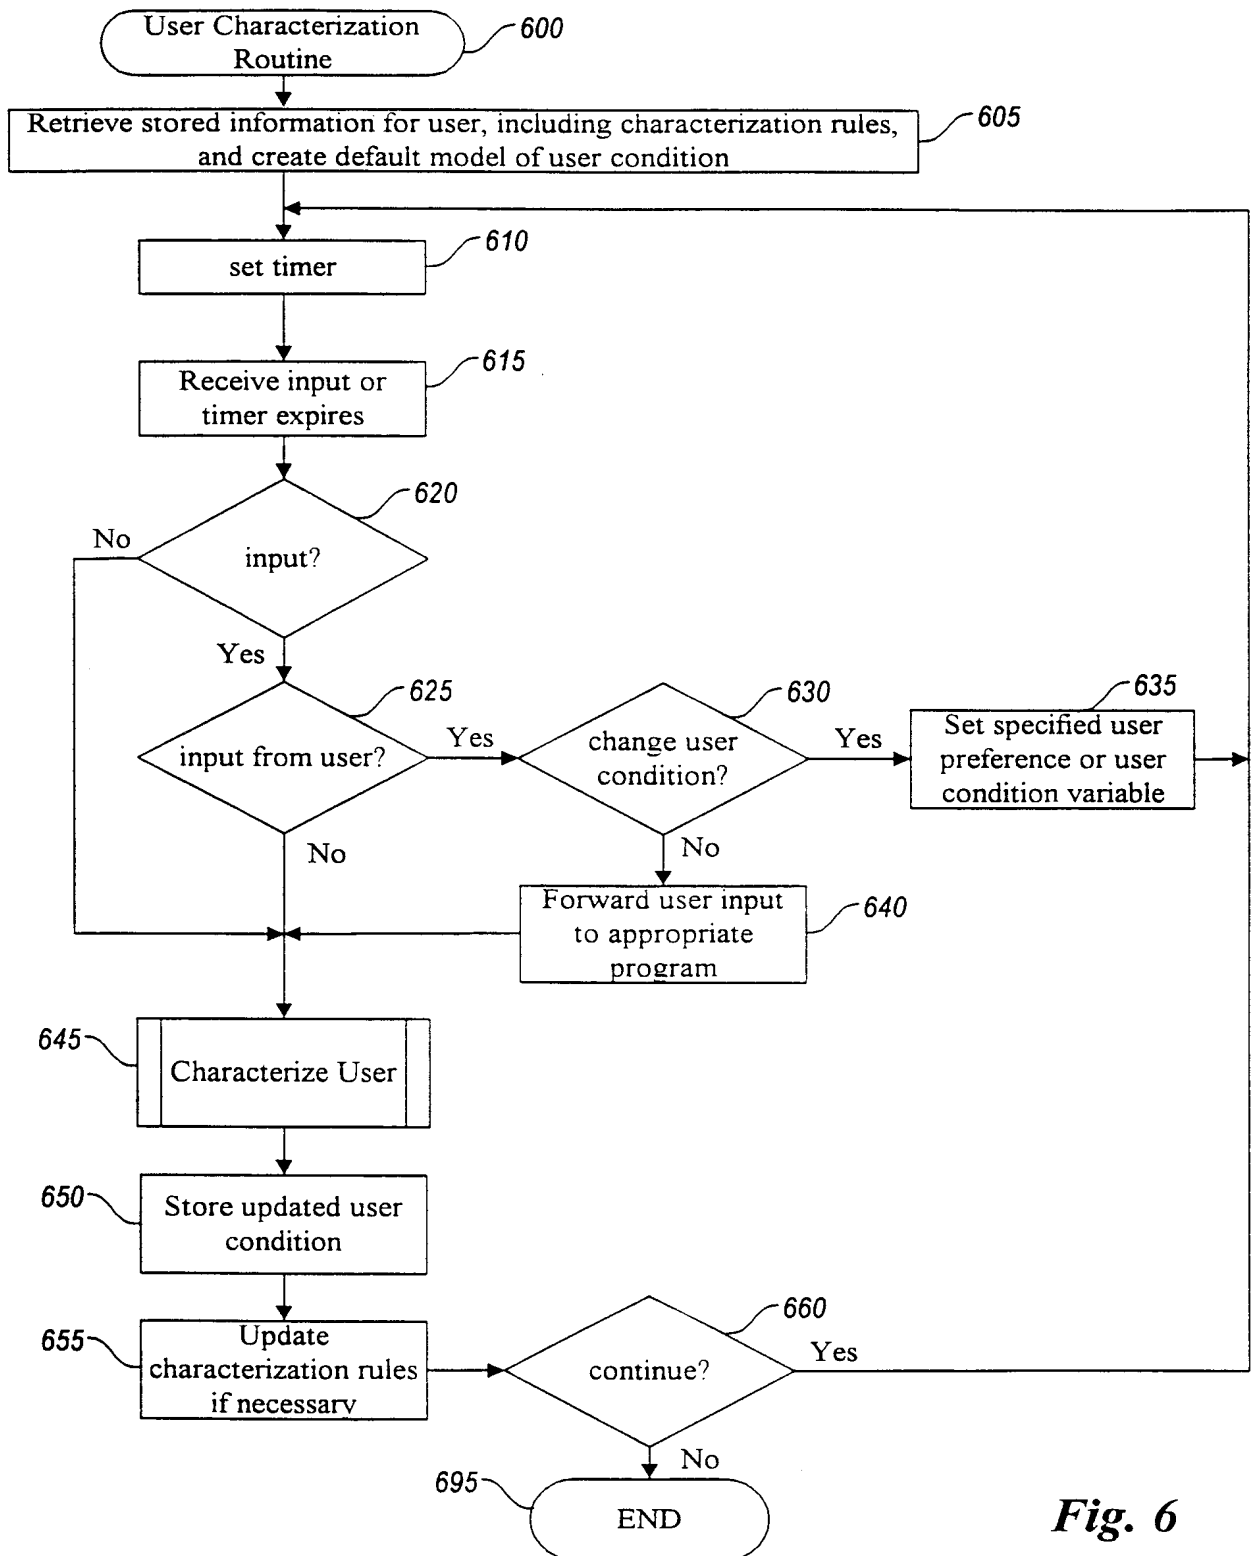 User Characterization
Routine
600
Retrieve stored information for user, including characterization rules,
and create default model of user condition
605
set timer
610
Receive input or
timer expires
615
input?
620
No
Yes
input from user?
625
Yes
No
change user
condition?
630
Yes
No
Set specified user
preference or user
condition variable
635
Forward user input
to appropriate
program
640
645
Characterize User
650
Store updated user
condition
655
Update
characterization rules
if necessary
continue?
660
Yes
No
695
END
Fig. 6